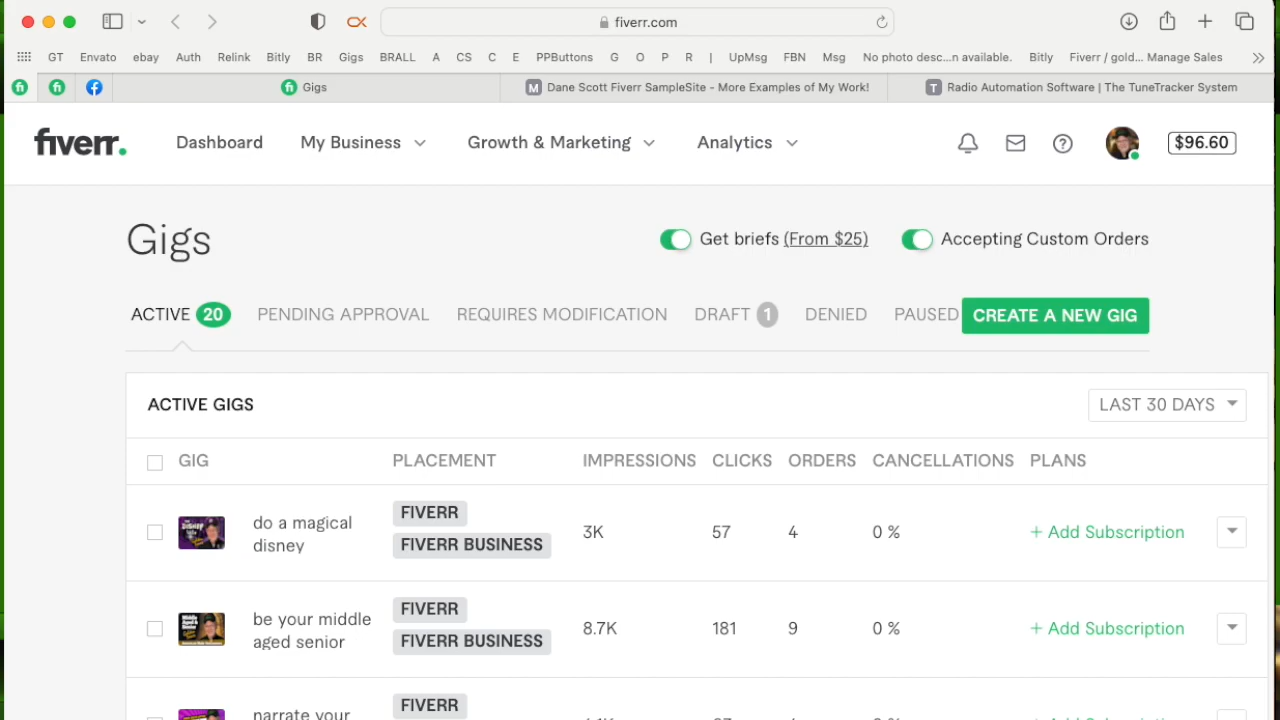 fiverr.com
GT Envato ebay Auth Relink Bitly BR Gigs BRALL A CS C E PPButtons G O P R | UpMsg FBN Msg No photo desc...n available. Bitly Fiverr / gold... Manage Sales
Gigs
M Dane Scott Fiverr SampleSite - More Examples of My Work!
T Radio Automation Software | The TuneTracker System
fiverr. Dashboard My Business Growth & Marketing Analytics $96.60
Gigs Get briefs (From $25) Accepting Custom Orders
ACTIVE 20 PENDING APPROVAL REQUIRES MODIFICATION DRAFT 1 DENIED PAUSED CREATE A NEW GIG
ACTIVE GIGS LAST 30 DAYS
GIG PLACEMENT IMPRESSIONS CLICKS ORDERS CANCELLATIONS PLANS
do a magical
disney
FIVERR
FIVERR BUSINESS
3K 57 4 0 % + Add Subscription
be your middle
aged senior
FIVERR
FIVERR BUSINESS
8.7K 181 9 0 % + Add Subscription
narrate your
FIVERR